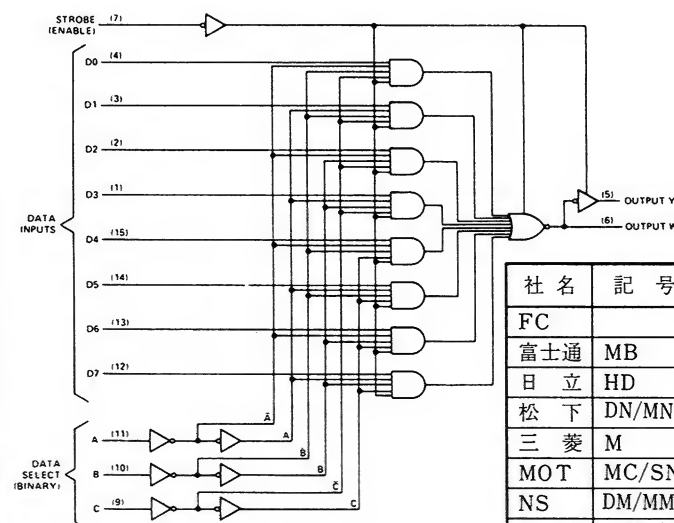 STROBE (7)
(ENABLE)
D0 (4)
D1 (3)
D2 (2)
D3 (1)
DATA
INPUTS
D4 (15)
D5 (14)
D6 (13)
D7 (12)
(5) OUTPUT Y
(6) OUTPUT W
Ā
A (11) A
B̄
DATA
SELECT
(BINARY)
B (10) B
C̄
C (9) C
社名 記号
FC
富士通 MB
日立 HD
松下 DN/MN
三菱 M
MOT MC/SN
NS DM/MM